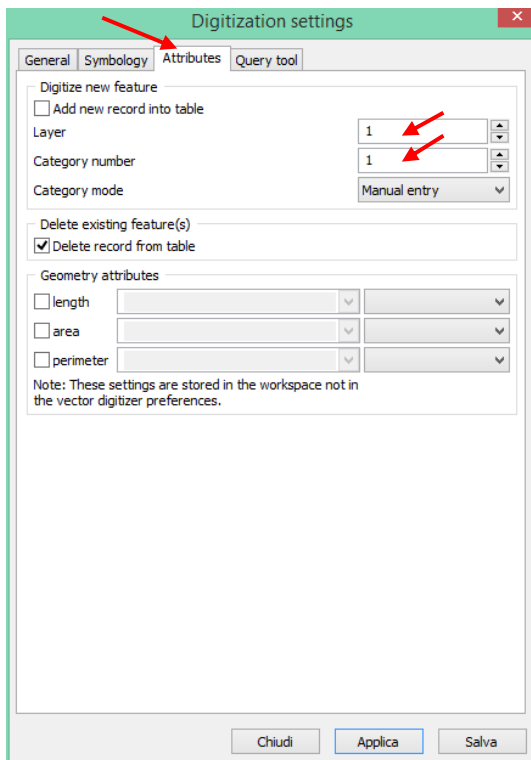 Digitization settings
General Symbology Attributes Query tool
Digitize new feature
Add new record into table
Layer 1
Category number 1
Category mode Manual entry
Delete existing feature(s)
Delete record from table
Geometry attributes
length
area
perimeter
Note: These settings are stored in the workspace not in
the vector digitizer preferences.
Chiudi Applica Salva